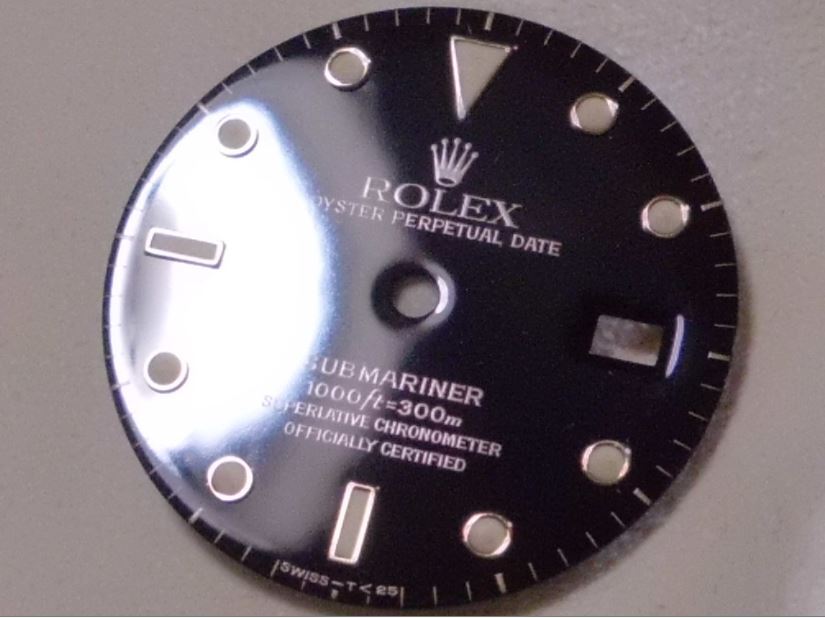 ROLEX
OYSTER PERPETUAL DATE
SUBMARINER
1000ft=300m
SUPERLATIVE CHRONOMETER
OFFICIALLY CERTIFIED
SWISS-T<25